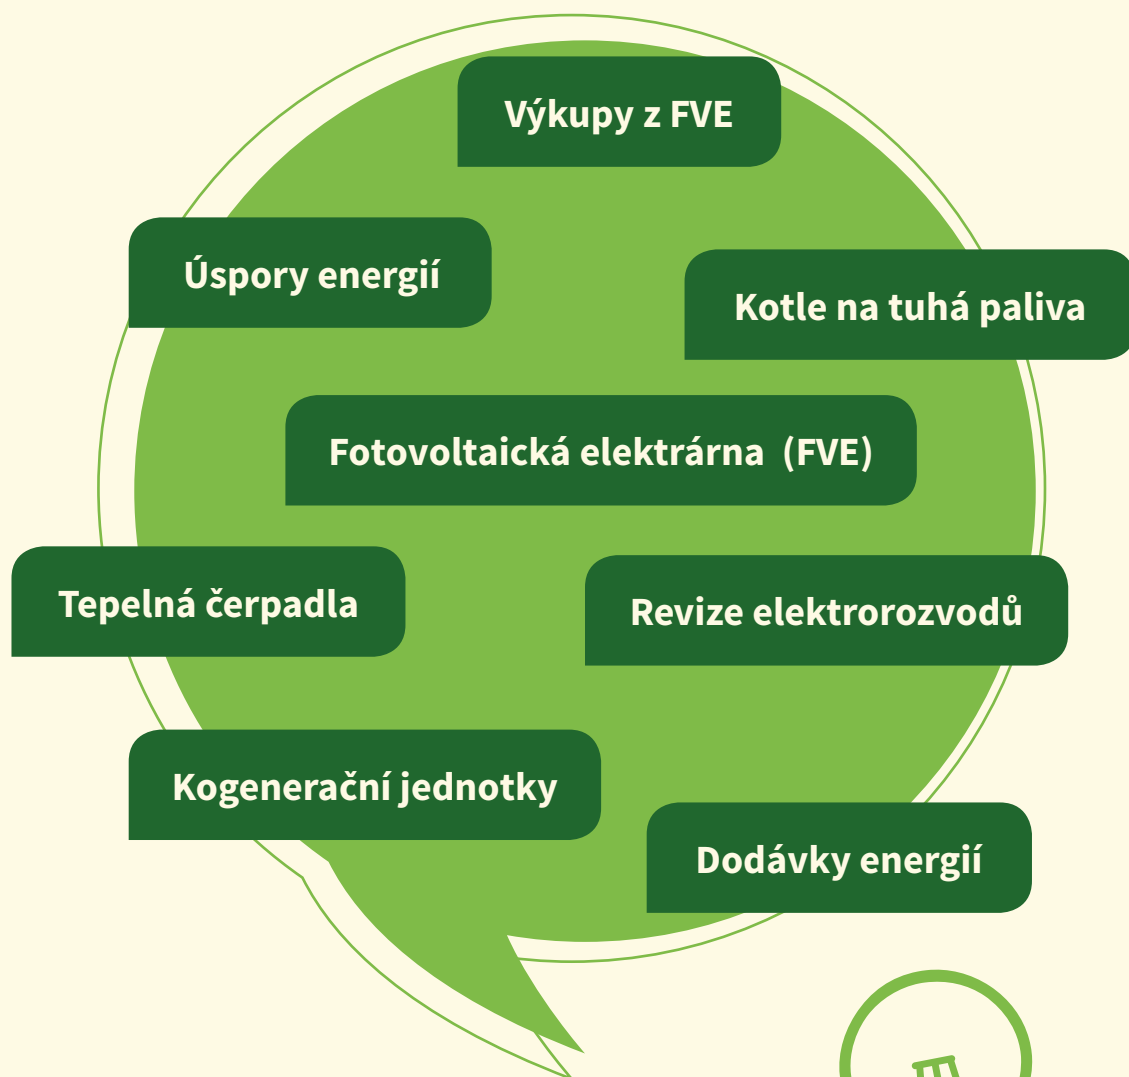 Výkupy z FVE
Úspory energií
Kotle na tuhá paliva
Fotovoltaická elektrárna (FVE)
Tepelná čerpadla
Revize elektrorozvodů
Kogenerační jednotky
Dodávky energií